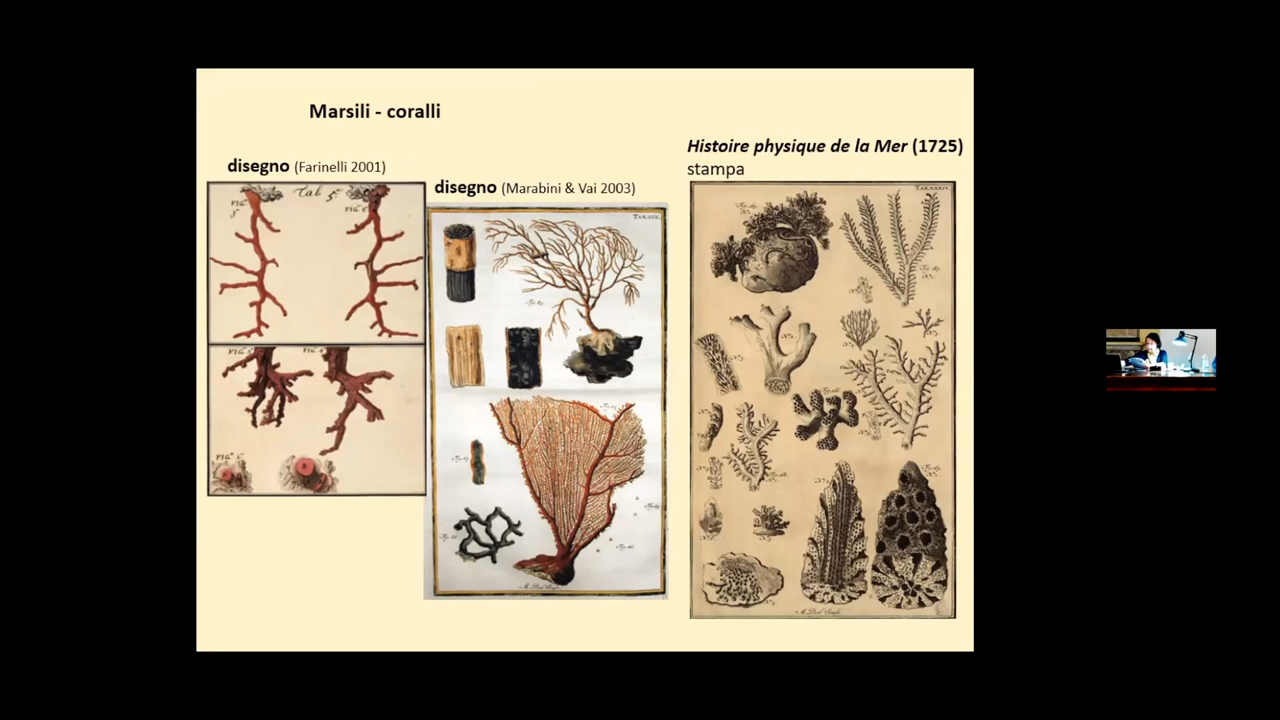 Marsili - coralli
disegno (Farinelli 2001)
disegno (Marabini & Vai 2003)
Histoire physique de la Mer (1725)
stampa
Tab. 5